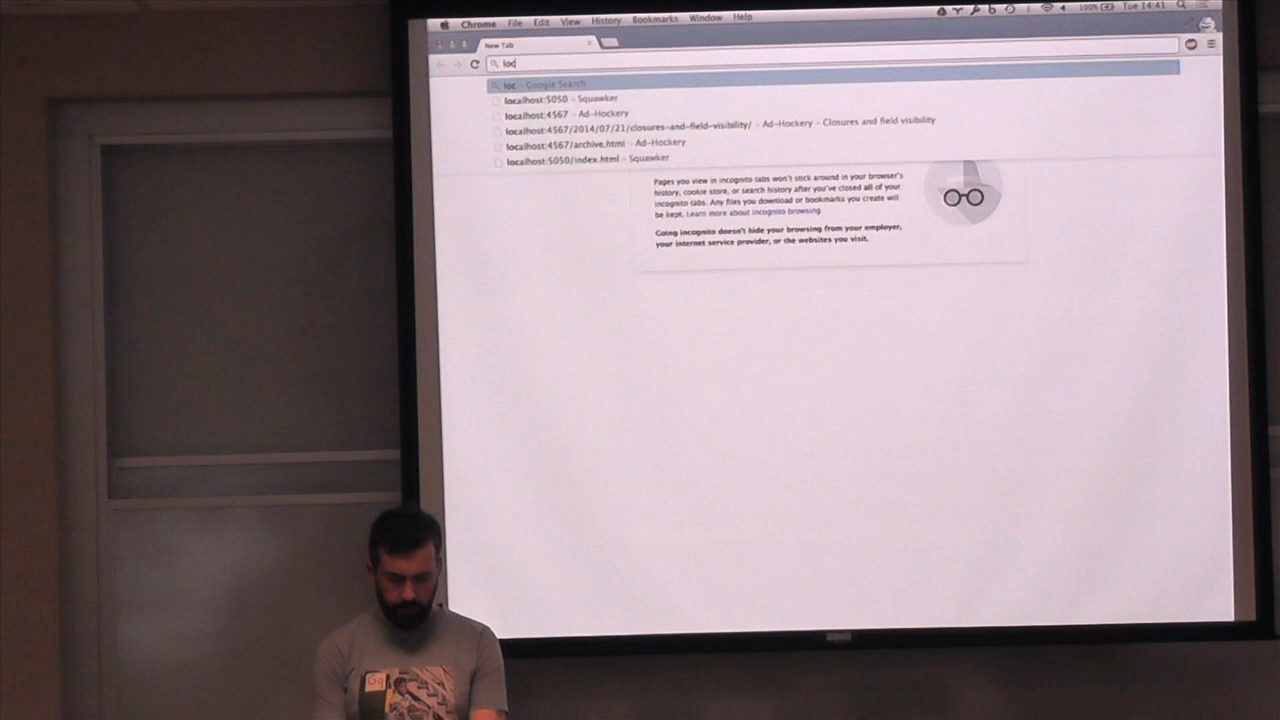 Chrome File Edit View History Bookmarks Window Help 100% Tue 14:41
New Tab
loc
loc - Google Search
localhost:5050 - Squawker
localhost:4567 - Ad-Hockery
localhost:4567/2014/07/21/closures-and-field-visibility/ - Ad-Hockery - Closures and field visibility
localhost:4567/archive.html - Ad-Hockery
localhost:5050/index.html - Squawker
Pages you view in incognito tabs won't stick around in your browser's
history, cookie store, or search history after you've closed all of your
incognito tabs. Any files you download or bookmarks you create will
be kept. Learn more about incognito browsing
Going incognito doesn't hide your browsing from your employer,
your internet service provider, or the websites you visit.